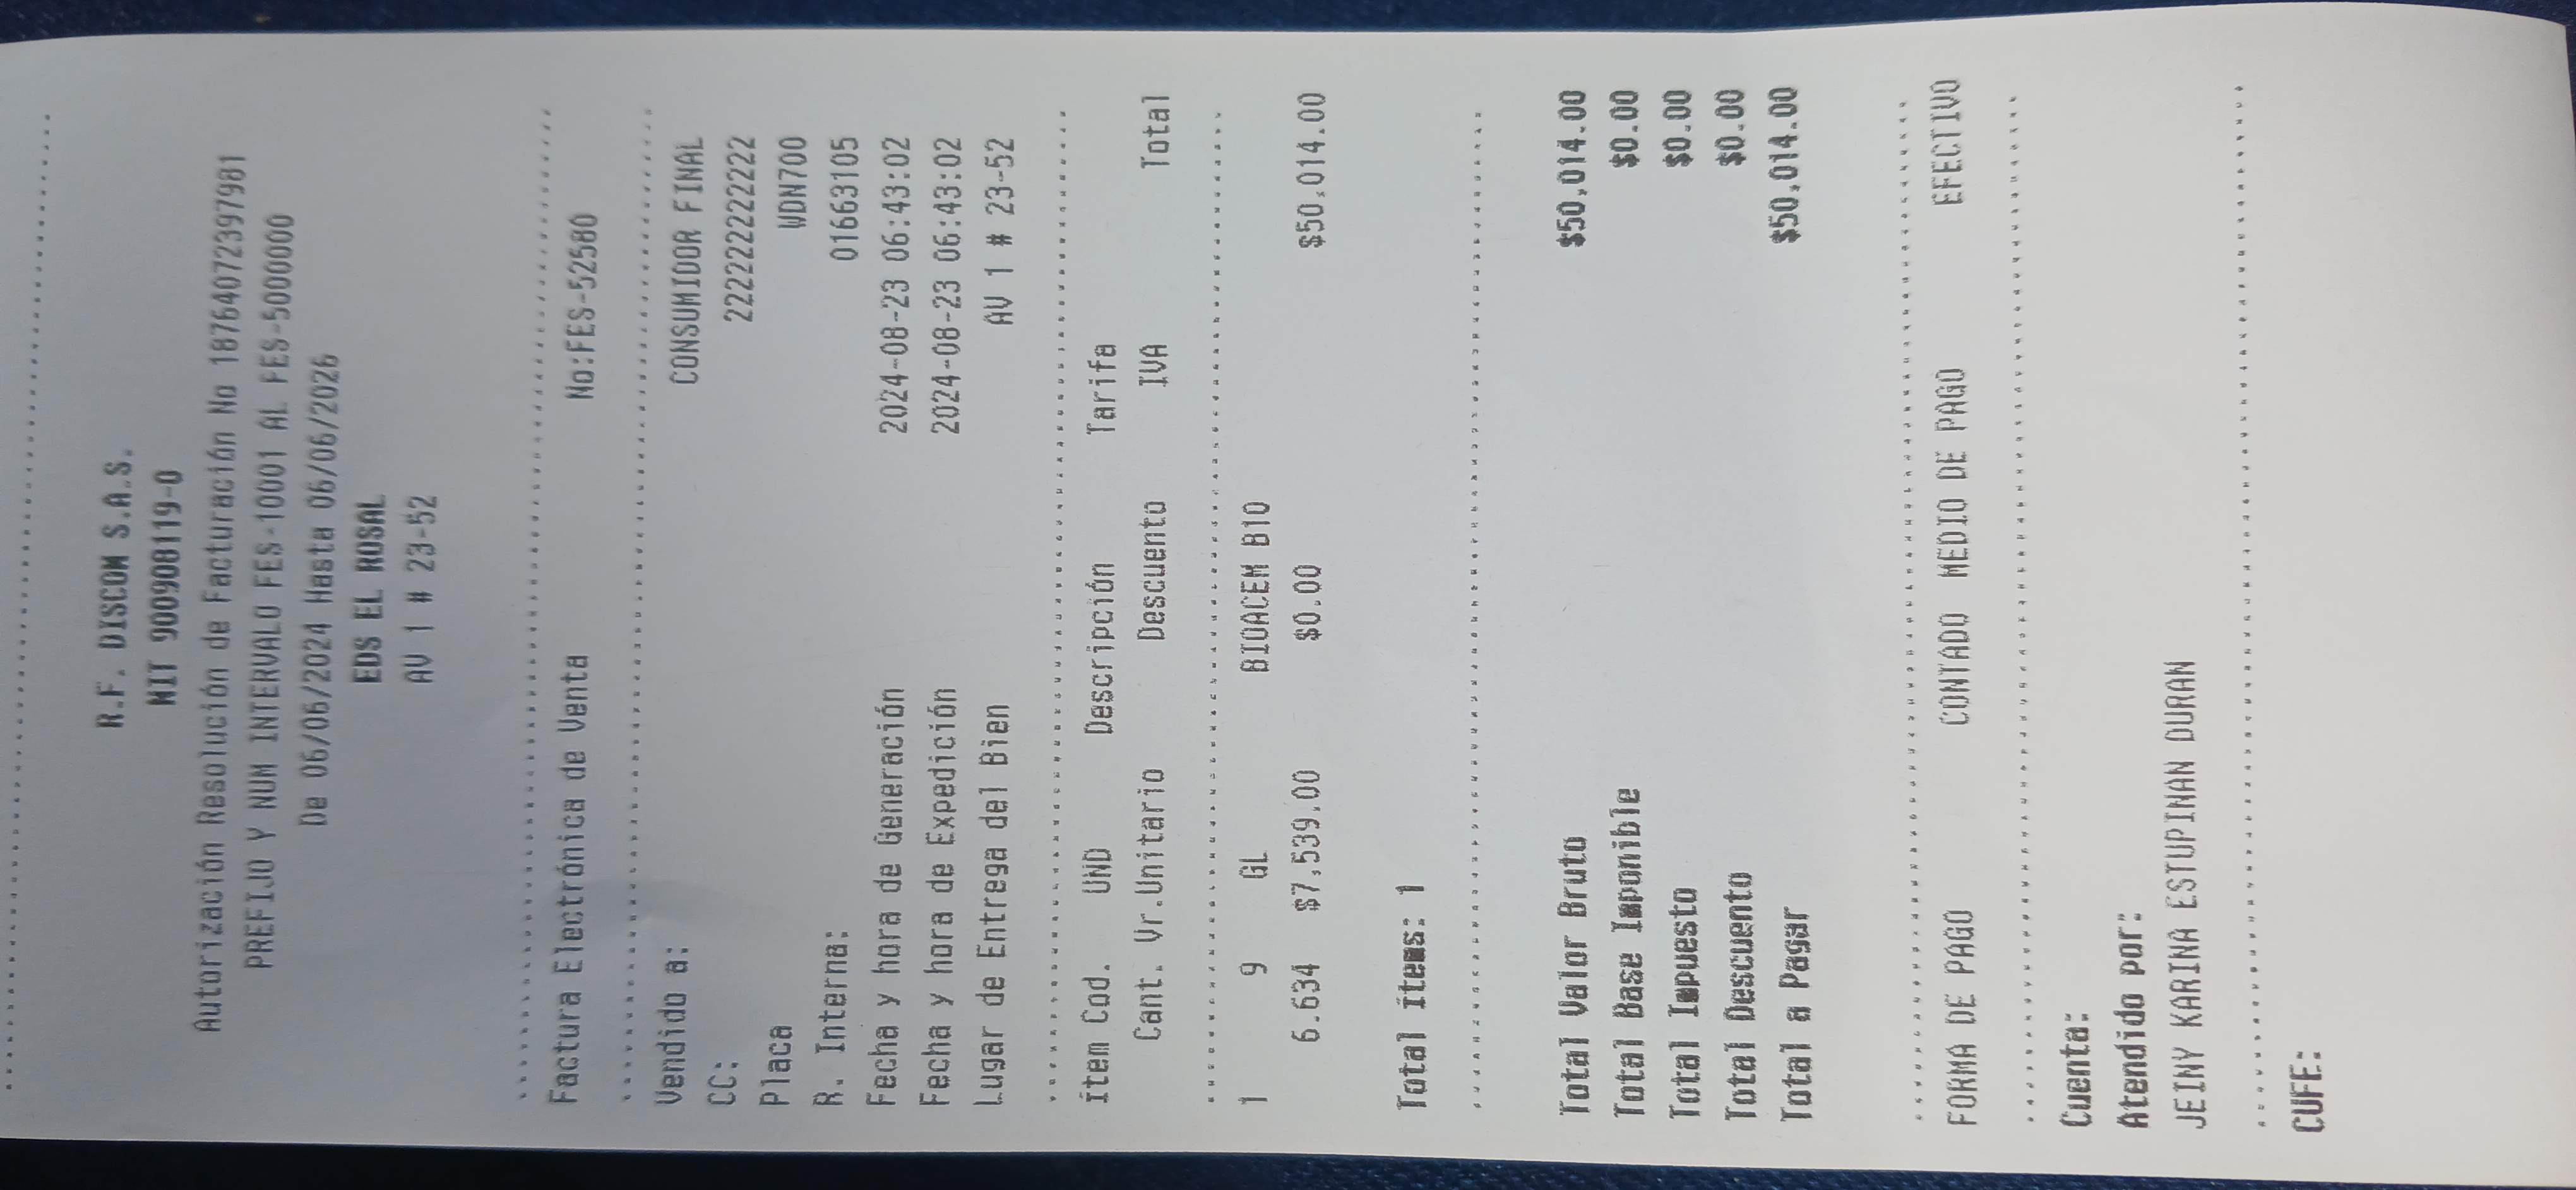 R.F. DISCOM S.A.S.
NIT 900908119-0
Autorización Resolución de Facturación No 18764072397981
PREFIJO Y NUM INTERVALO FES-10001 AL FES-5000000
De 06/06/2024 Hasta 06/06/2026
EDS EL ROSAL
AV 1 # 23-52
Factura Electrónica de Venta No:FES-52580
Vendido a: CONSUMIDOR FINAL
CC: 222222222222
Placa WDN700
R. Interna: 01663105
Fecha y hora de Generación 2024-08-23 06:43:02
Fecha y hora de Expedición 2024-08-23 06:43:02
Lugar de Entrega del Bien AV 1 # 23-52
Ítem Cod. UND Descripción Tarifa
Cant. Vr.Unitario Descuento IVA Total
1 9 GL BIOACEM B10
6.634 $7,539.00 $0.00 $50,014.00
Total ítems: 1
Total Valor Bruto $50,014.00
Total Base Imponible $0.00
Total Impuesto $0.00
Total Descuento $0.00
Total a Pagar $50,014.00
FORMA DE PAGO CONTADO MEDIO DE PAGO EFECTIVO
Cuenta:
Atendido por:
JEINY KARINA ESTUPINAN DURAN
CUFE: